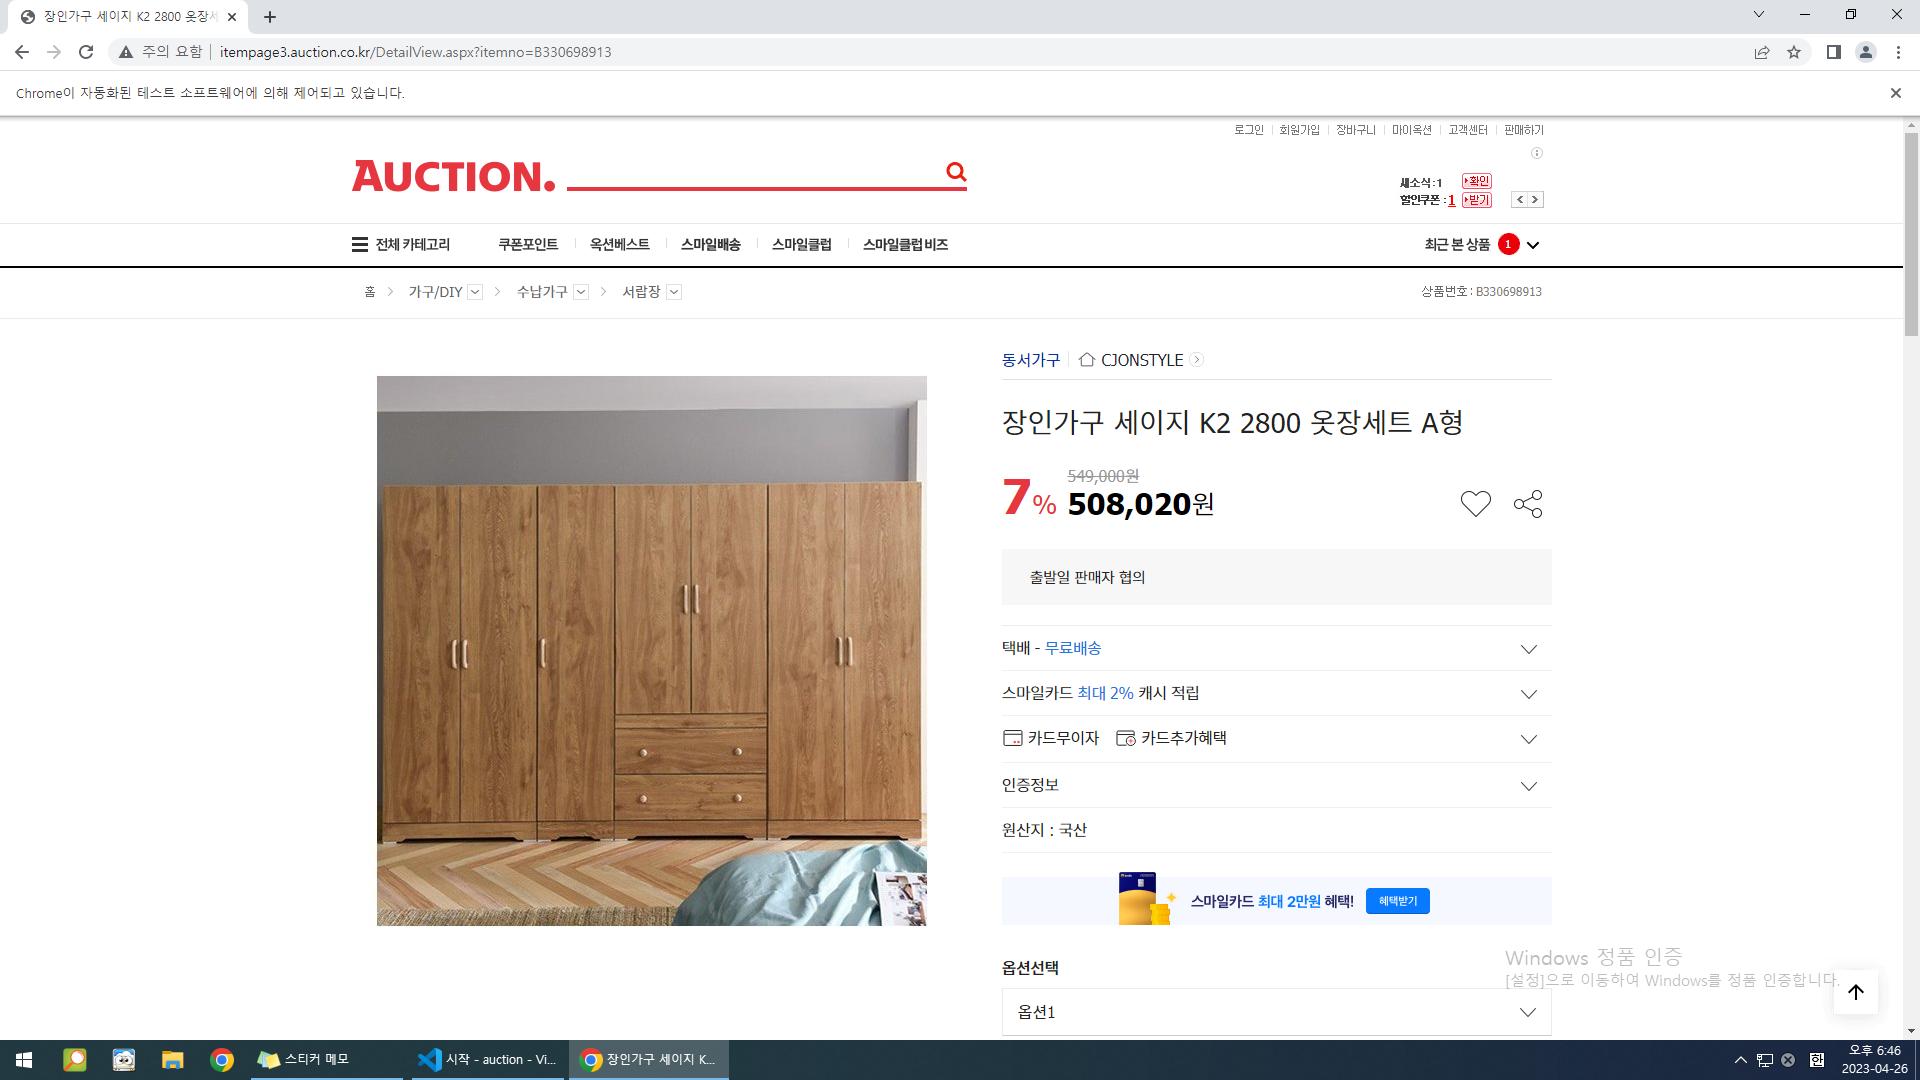 장인가구 세이지 K2 2800 옷장세
주의 요함
itempage3.auction.co.kr/DetailView.aspx?itemno=B330698913
Chrome이 자동화된 테스트 소프트웨어에 의해 제어되고 있습니다.
로그인 회원가입 장바구니 마이옥션 고객센터 판매하기
AUCTION.
새소식:1 확인
할인쿠폰 : 1 받기
전체 카테고리 쿠폰포인트 옥션베스트 스마일배송 스마일클럽 스마일클럽 비즈 최근 본 상품 1
홈 > 가구/DIY > 수납가구 > 서랍장
상품번호 : B330698913
동서가구 CJONSTYLE
장인가구 세이지 K2 2800 옷장세트 A형
549,000원
7% 508,020원
출발일 판매자 협의
택배 - 무료배송
스마일카드 최대 2% 캐시 적립
카드무이자 카드추가혜택
인증정보
원산지 : 국산
스마일카드 최대 2만원 혜택! 혜택받기
옵션선택
옵션1
Windows 정품 인증
[설정]으로 이동하여 Windows를 정품 인증합니다.
스티커 메모
시작 - auction - Vi...
장인가구 세이지 K...
한
오후 6:46
2023-04-26